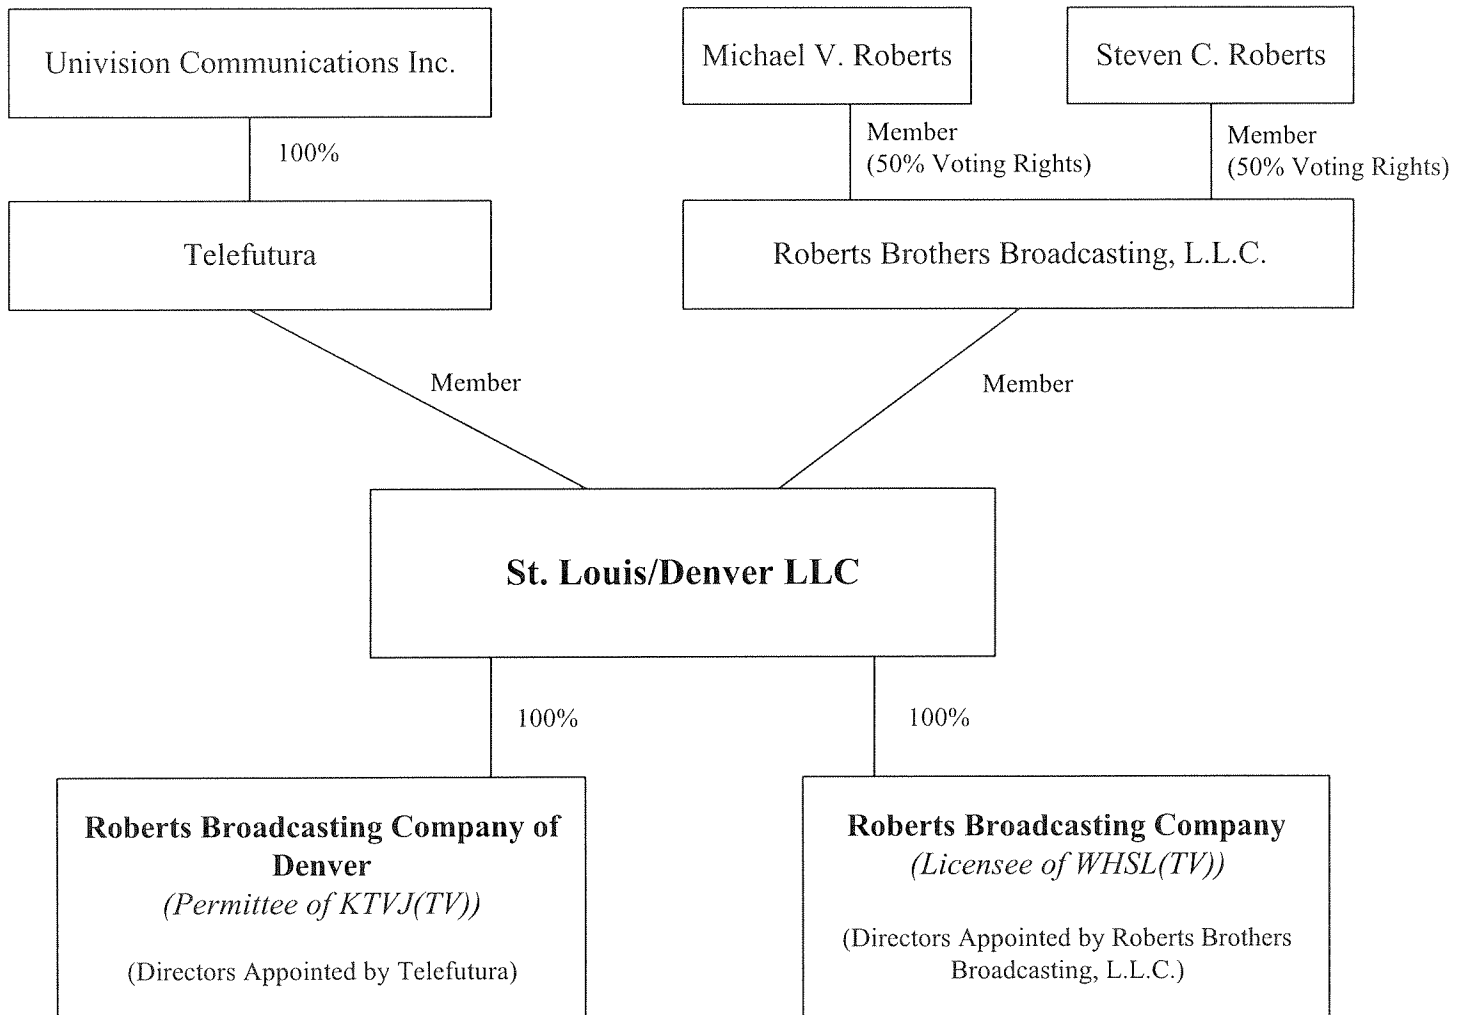 Univision Communications Inc.
Michael V. Roberts
Steven C. Roberts
100%
Member
(50% Voting Rights)
Member
(50% Voting Rights)
Telefutura
Roberts Brothers Broadcasting, L.L.C.
Member
Member
St. Louis/Denver LLC
100%
100%
Roberts Broadcasting Company of
Denver
(Permittee of KTVJ(TV))
(Directors Appointed by Telefutura)
Roberts Broadcasting Company
(Licensee of WHSL(TV))
(Directors Appointed by Roberts Brothers
Broadcasting, L.L.C.)